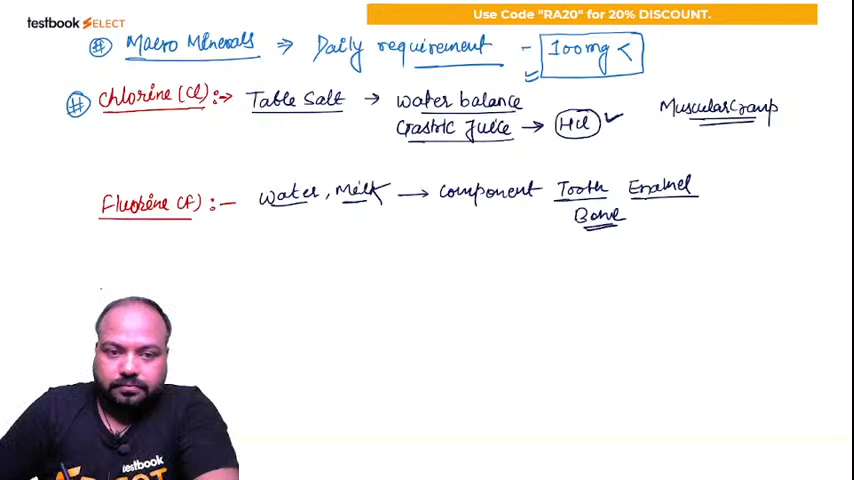 testbook SELECT
Use Code "RA20" for 20% DISCOUNT.
# Macro Minerals ⇒ Daily requirement - 100mg <
# Chlorine (Cl) :→ Table Salt → water balance
Gastric Juice → HCl ✓ Muscular Cramp
Fluorine (F) :- water, Milk → component Tooth Enamel
Bone
testbook